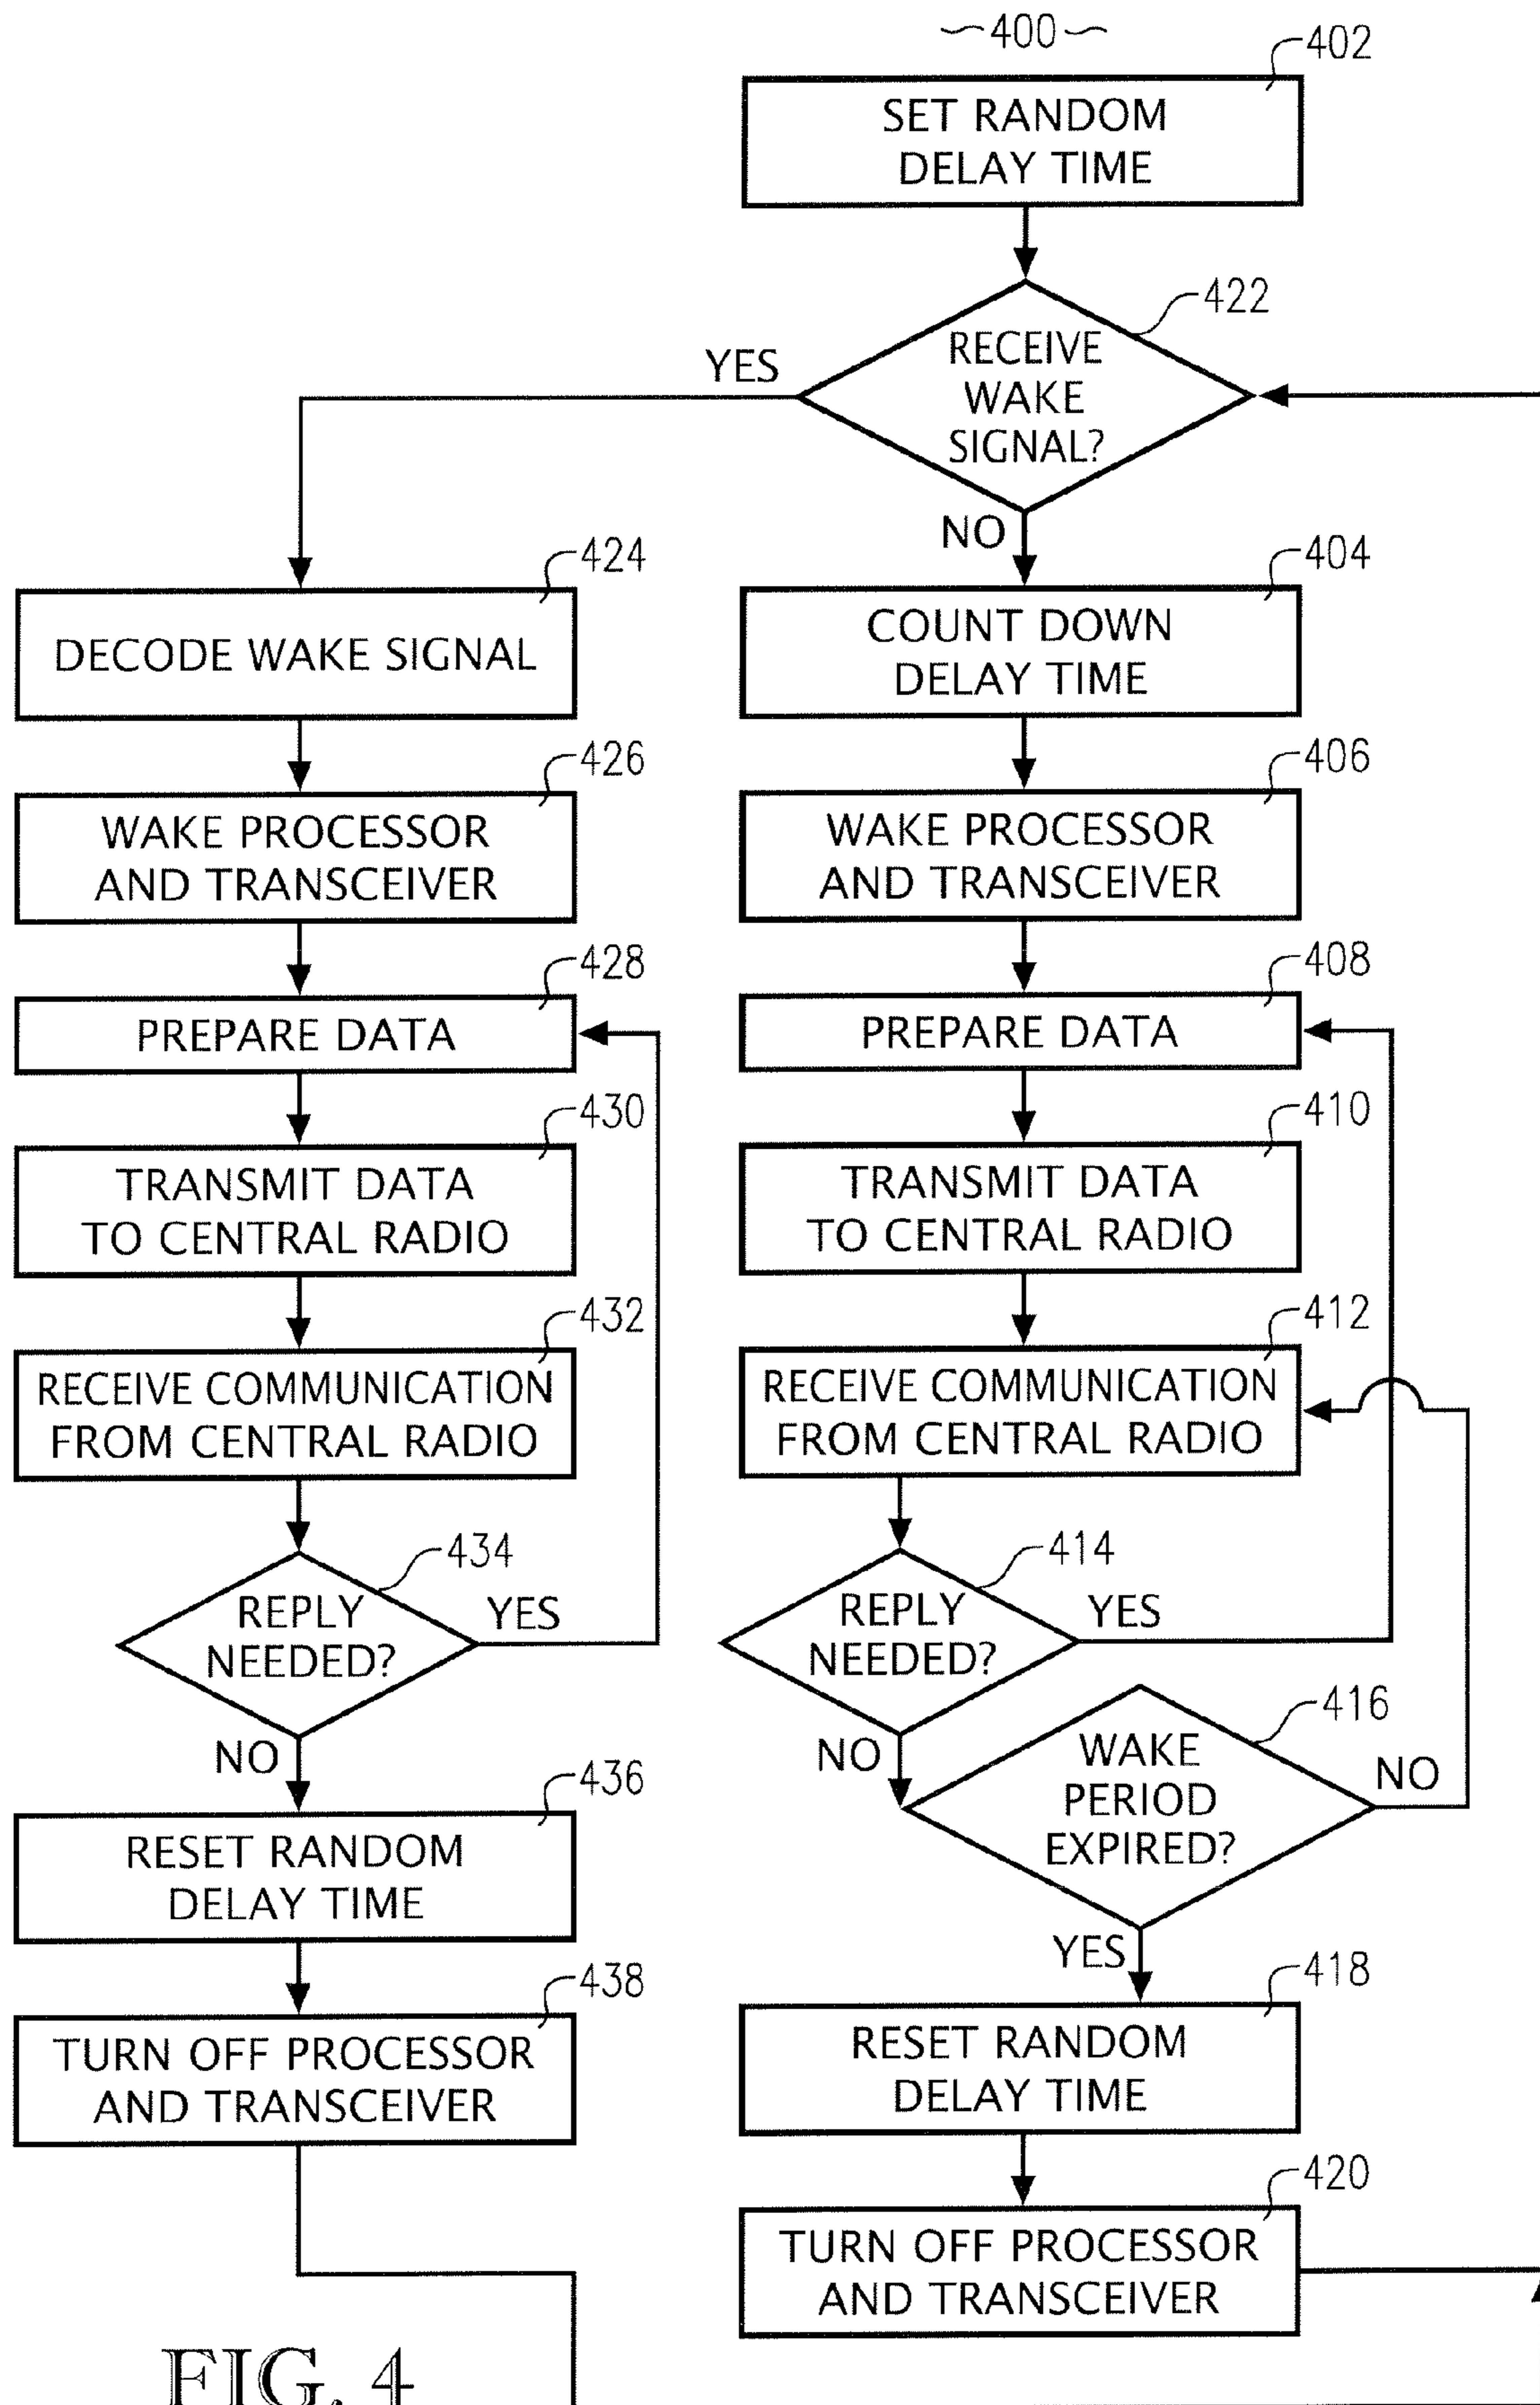 400
402
SET RANDOM
DELAY TIME
422
RECEIVE
WAKE
SIGNAL?
YES
NO
424
DECODE WAKE SIGNAL
426
WAKE PROCESSOR
AND TRANSCEIVER
428
PREPARE DATA
430
TRANSMIT DATA
TO CENTRAL RADIO
432
RECEIVE COMMUNICATION
FROM CENTRAL RADIO
434
REPLY
NEEDED?
YES
NO
436
RESET RANDOM
DELAY TIME
438
TURN OFF PROCESSOR
AND TRANSCEIVER
404
COUNT DOWN
DELAY TIME
406
WAKE PROCESSOR
AND TRANSCEIVER
408
PREPARE DATA
410
TRANSMIT DATA
TO CENTRAL RADIO
412
RECEIVE COMMUNICATION
FROM CENTRAL RADIO
414
REPLY
NEEDED?
YES
NO
416
WAKE
PERIOD
EXPIRED?
NO
YES
418
RESET RANDOM
DELAY TIME
420
TURN OFF PROCESSOR
AND TRANSCEIVER
FIG. 4